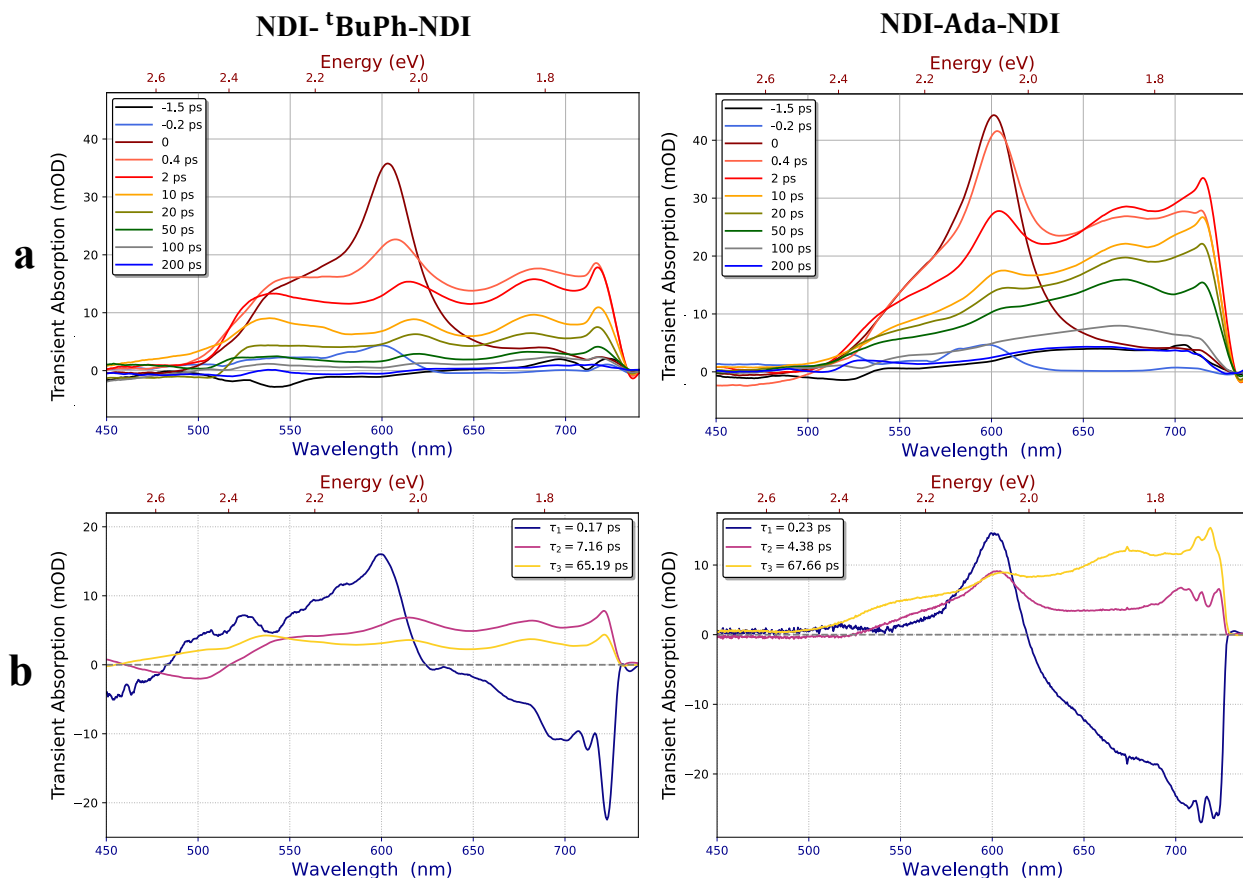 NDI- ᵗBuPh-NDI
NDI-Ada-NDI
a
Energy (eV)
2.6 2.4 2.2 2.0 1.8
Transient Absorption (mOD)
40
30
20
10
0
-1.5 ps
-0.2 ps
0
0.4 ps
2 ps
10 ps
20 ps
50 ps
100 ps
200 ps
450 500 550 600 650 700
Wavelength (nm)
Energy (eV)
2.6 2.4 2.2 2.0 1.8
Transient Absorption (mOD)
40
30
20
10
0
-1.5 ps
-0.2 ps
0
0.4 ps
2 ps
10 ps
20 ps
50 ps
100 ps
200 ps
450 500 550 600 650 700
Wavelength (nm)
b
Energy (eV)
2.6 2.4 2.2 2.0 1.8
Transient Absorption (mOD)
20
10
0
−10
−20
τ₁ = 0.17 ps
τ₂ = 7.16 ps
τ₃ = 65.19 ps
450 500 550 600 650 700
Wavelength (nm)
Energy (eV)
2.6 2.4 2.2 2.0 1.8
Transient Absorption (mOD)
20
10
0
−10
−20
τ₁ = 0.23 ps
τ₂ = 4.38 ps
τ₃ = 67.66 ps
450 500 550 600 650 700
Wavelength (nm)